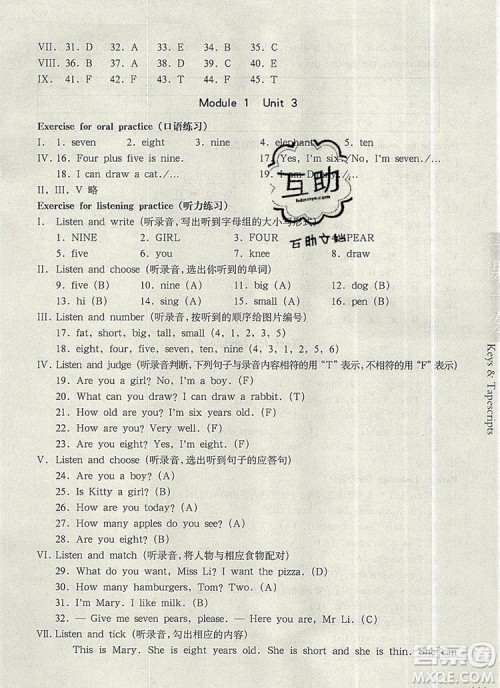 VII. 31. D 32. A 33. E 34. B 35. C
VIII. 36. C 37. A 38. B 39. D 40. E
IX. 41. F 42. F 43. T 44. F 45. T
Module 1 Unit 3
Exercise for oral practice (口语练习)
I. 1. seven 2. eight 3. nine 4. elephant 5. ten
IV. 16. Four plus five is nine. 17. Yes, I'm seven./...
18. I can draw a cat./... 19. I am
II, III, V 略
Exercise for listening practice (听力练习)
I. Listen and write (听录音,写出听到字母组的大小写形式)
1. NINE 2. GIRL 3. FOUR 4. PEAR
5. five 6. you 7. knee 8. draw
II. Listen and choose (听录音,选出你听到的单词)
9. five (B) 10. nine (A) 11. big (A) 12. dog (B)
13. hi (B) 14. sing (A) 15. small (A) 16. pen (B)
III. Listen and number (听录音,按所听到的顺序给图片编号)
17. fat, short, big, tall, small (4, 5, 2, 1, 3)
18. eight, four, five, seven, ten, nine (4, 5, 6, 3, 1, 2)
IV. Listen and judge (听录音判断,下列句子与录音内容相符的用"T"表示,不相符的用"F"表示)
19. Are you a girl? No, I'm a boy. (F)
20. What can you draw? I can draw a rabbit. (T)
21. How old are you? I'm six years old. (F)
22. How are you? Very well. (F)
23. Are you eight? Yes, I'm eight. (F)
V. Listen and choose (听录音,选出听到句子的应答句)
24. Are you a boy? (A)
25. Is Kitty a girl? (B)
26. How are you today? (A)
27. How many apples do you see? (B)
28. Are you eight? (B)
VI. Listen and match (听录音,将人物与相应食物配对)
29. What do you want, Miss Li? I want the pizza. (D)
30. How many hamburgers, Tom? Two. (A)
31. I'm Mary. I like milk. (B)
32. — Give me seven pears, please. — Here you are, Mr Li. (C)
VII. Listen and tick (听录音,勾出相应的内容)
This is Mary. She is eight years old. She is short and she is thin. She can
Keys & Tapescripts
互助
互助文档
MXQE.COM